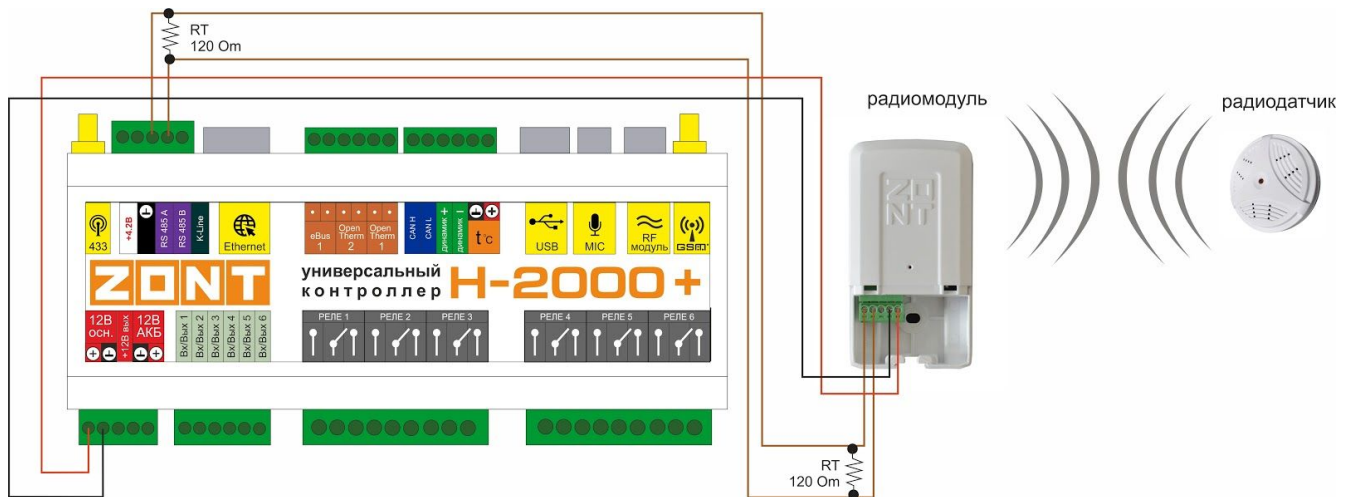 RT
120 Om
радиомодуль
радиодатчик
ZONT
433
+4.2В
RS 485 A
RS 485 B
K-Line
Ethernet
eBus 1
Open Therm 2
Open Therm 1
CAN H
CAN L
динамик +
динамик –
+
t°c
USB
MIC
RF модуль
GSM
ZONT
универсальный
контроллер
H-2000+
12В осн.
+12В вых
12В АКБ
+
+
Вх/Вых 1
Вх/Вых 2
Вх/Вых 3
Вх/Вых 4
Вх/Вых 5
Вх/Вых 6
РЕЛЕ 1
РЕЛЕ 2
РЕЛЕ 3
РЕЛЕ 4
РЕЛЕ 5
РЕЛЕ 6
RT
120 Om